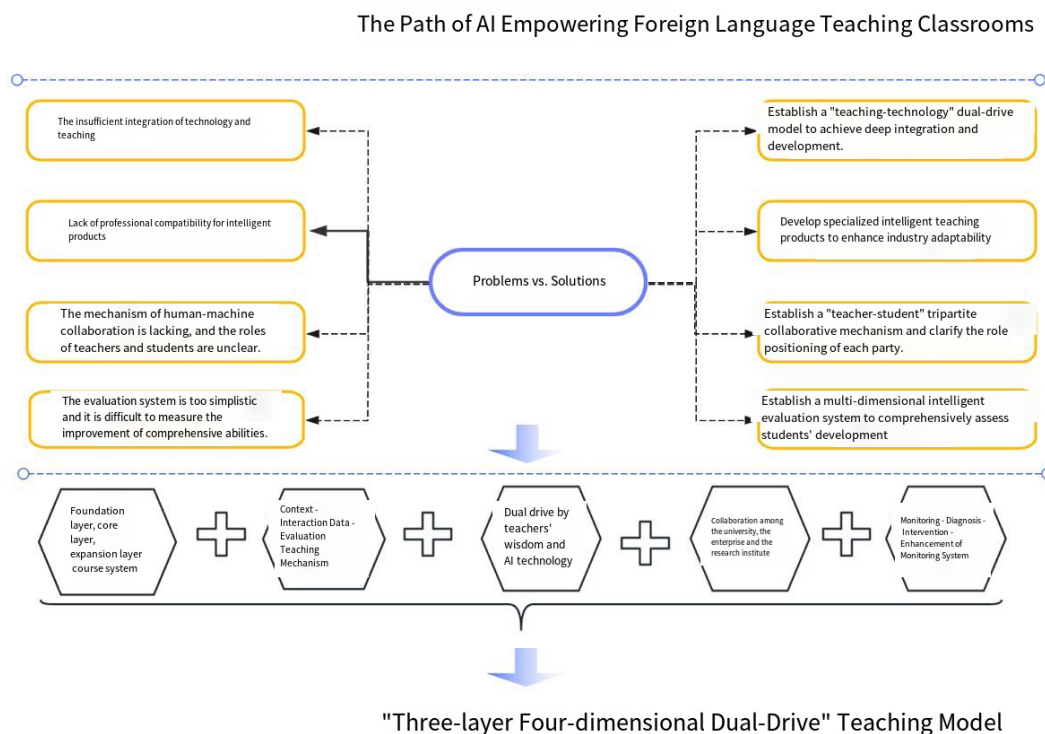 The Path of AI Empowering Foreign Language Teaching Classrooms
The insufficient integration of technology and
teaching
Lack of professional compatibility for intelligent
products
The mechanism of human-machine
collaboration is lacking, and the roles
of teachers and students are unclear.
The evaluation system is too simplistic
and it is difficult to measure the
improvement of comprehensive abilities.
Problems vs. Solutions
Establish a "teaching-technology" dual-drive
model to achieve deep integration and
development.
Develop specialized intelligent teaching
products to enhance industry adaptability
Establish a "teacher-student" tripartite
collaborative mechanism and clarify the role
positioning of each party.
Establish a multi-dimensional intelligent
evaluation system to comprehensively assess
students' development
Foundation
layer, core
layer,
expansion layer
course system
Context -
Interaction Data -
Evaluation
Teaching
Mechanism
Dual drive by
teachers'
wisdom and
AI technology
Collaboration among
the university, the
enterprise and the
research institute
Monitoring - Diagnosis -
Intervention -
Enhancement of
Monitoring System
"Three-layer Four-dimensional Dual-Drive" Teaching Model